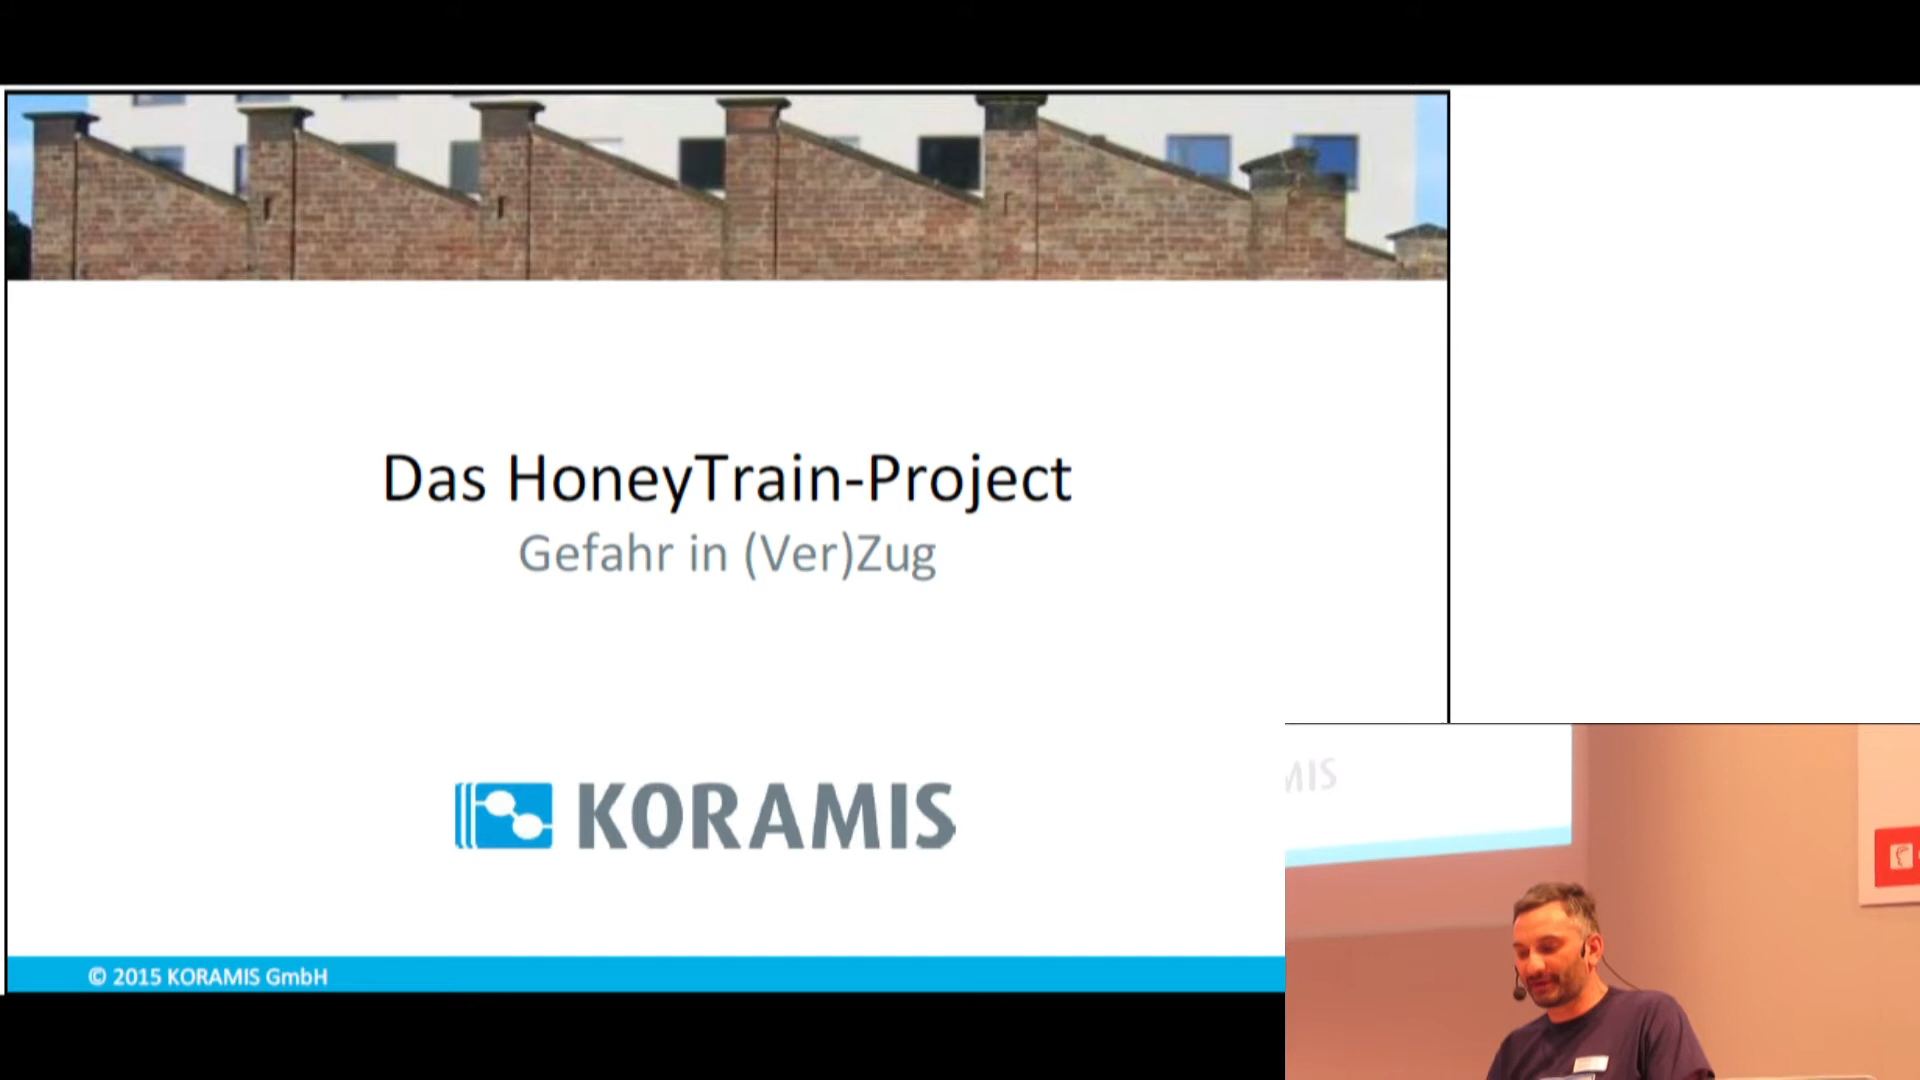 Das HoneyTrain-Project
Gefahr in (Ver)Zug
KORAMIS
MIS
© 2015 KORAMIS GmbH